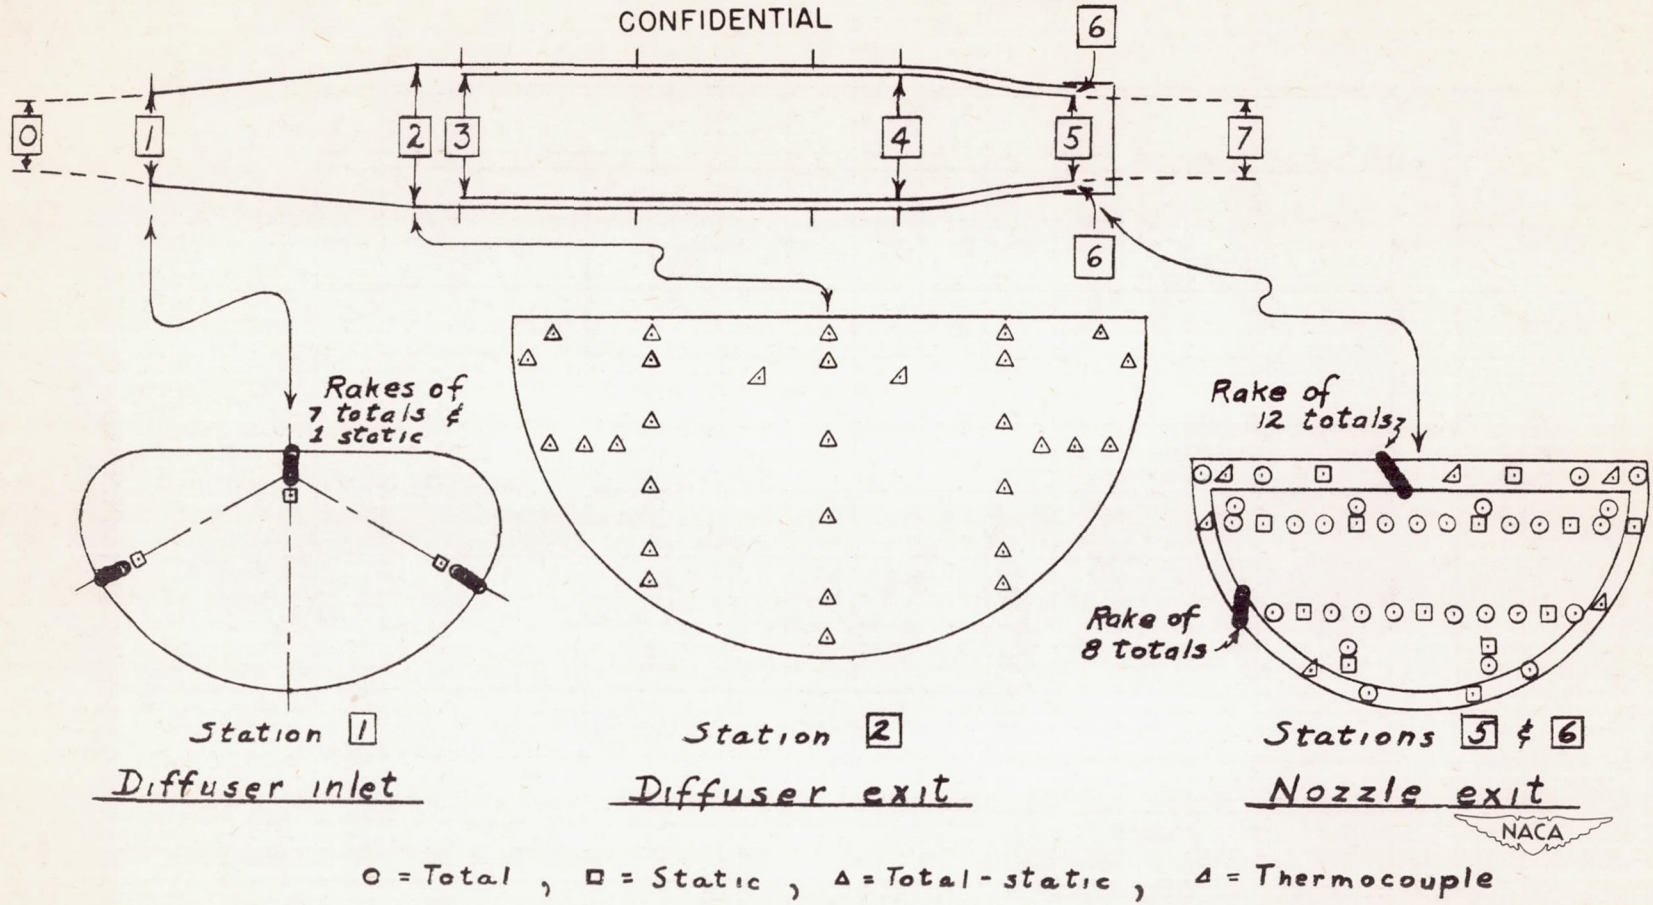 CONFIDENTIAL
6
0 1 2 3 4 5 7
6
Rakes of
7 totals &
1 static
Rake of
12 totals
Rake of
8 totals
Station 1
Diffuser inlet
Station 2
Diffuser exit
Stations 5 & 6
Nozzle exit
NACA
O = Total , □ = Static , △ = Total-static , ⊿ = Thermocouple